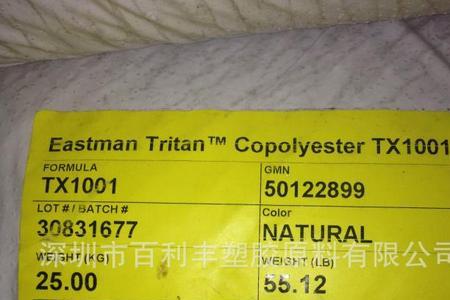 Eastman Tritan™ Copolyester TX1001
FORMULA
GMN
TX1001
50122899
LOT # / BATCH #
Color
30831677
NATURAL
深圳市百利丰塑胶原料有限公司
WEIGHT (KG)
WEIGHT (LB)
25.00
55.12